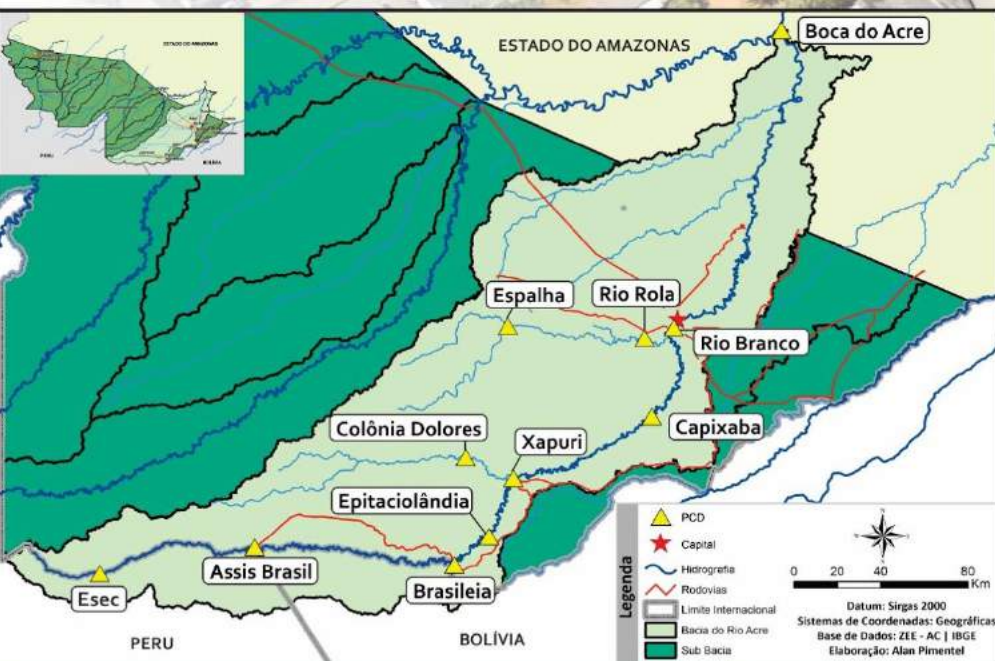 ESTADO DO AMAZONAS
PERU
BOLÍVIA
ESTADO DO AMAZONAS
Boca do Acre
Espalha
Rio Rola
Rio Branco
Capixaba
Colônia Dolores
Xapuri
Epitaciolândia
Assis Brasil
Brasileia
Esec
PERU
BOLÍVIA
Legenda
PCD
Capital
Hidrografia
Rodovias
Limite Internacional
Bacia do Rio Acre
Sub Bacia
N
0 20 40 80
Km
Datum: Sirgas 2000
Sistemas de Coordenadas: Geográficas
Base de Dados: ZEE - AC | IBGE
Elaboração: Alan Pimentel